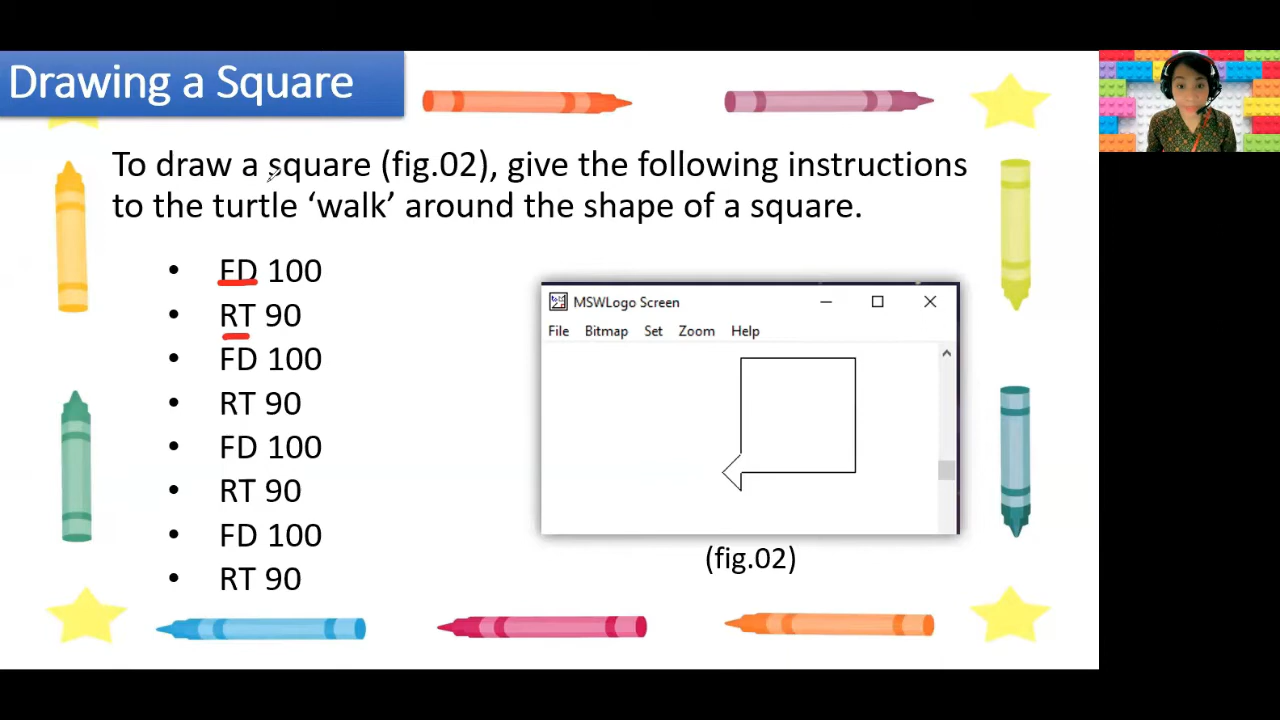 Drawing a Square
To draw a square (fig.02), give the following instructions
to the turtle ‘walk’ around the shape of a square.
• FD 100
• RT 90
• FD 100
• RT 90
• FD 100
• RT 90
• FD 100
• RT 90
MSWLogo Screen
File Bitmap Set Zoom Help
(fig.02)